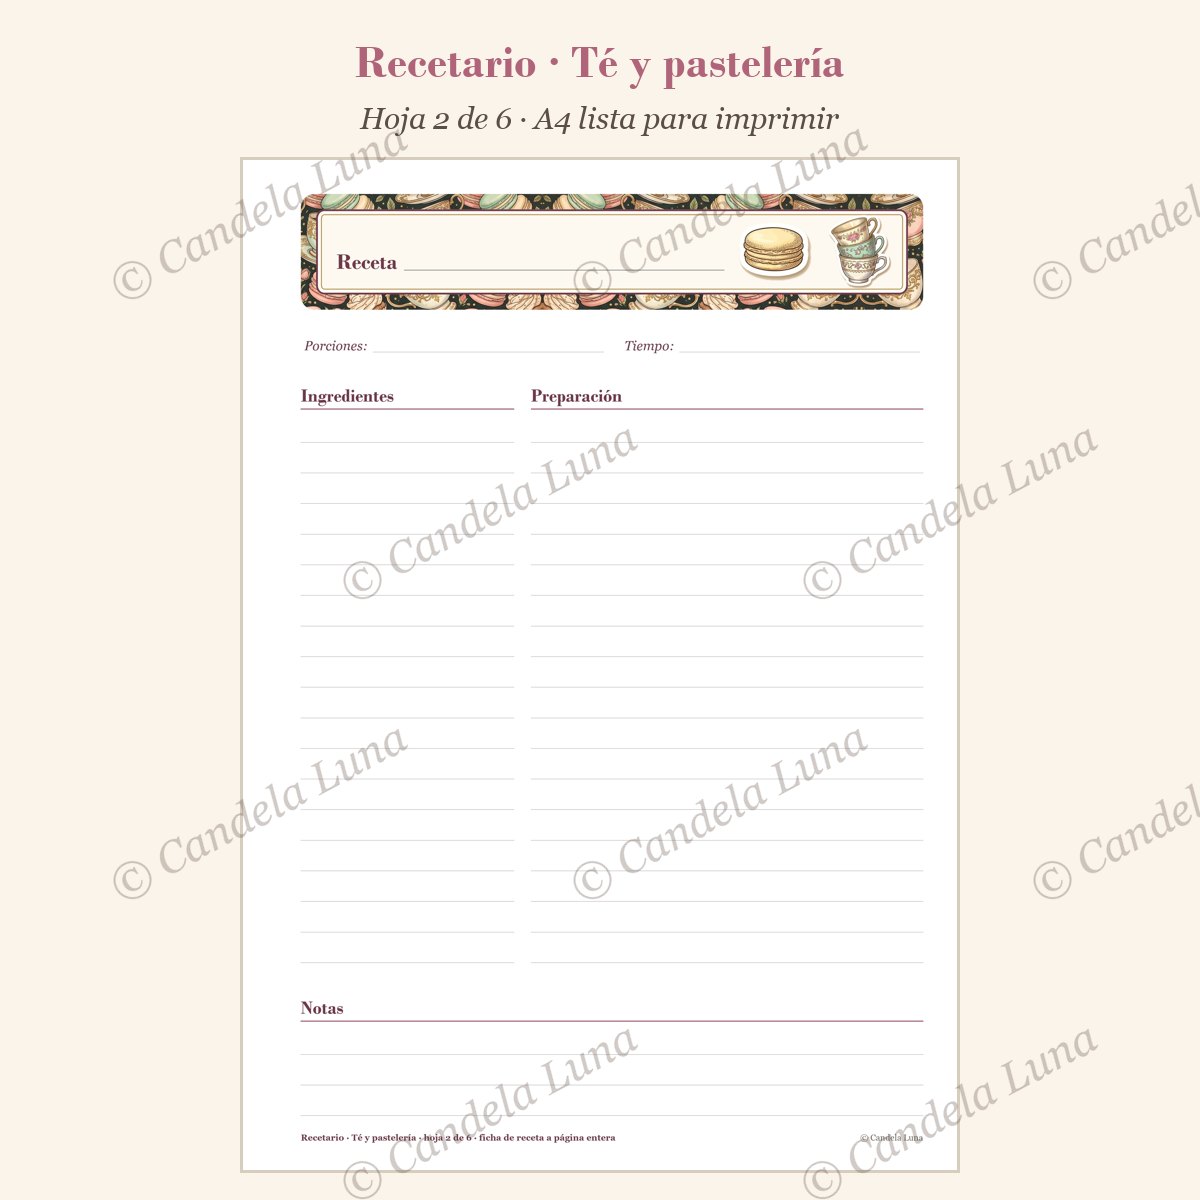 Recetario · Té y pastelería
Hoja 2 de 6 · A4 lista para imprimir
© Candela Luna
© Candela Luna
© Candela
Receta
Porciones: Tiempo:
Ingredientes Preparación
© Candela Luna
© Candela Luna
© Candela Luna
© Candela Luna
© Candela
Notas
© Candela Luna
© Candela Luna
Recetario · Té y pastelería · hoja 2 de 6 · ficha de receta a página entera © Candela Luna